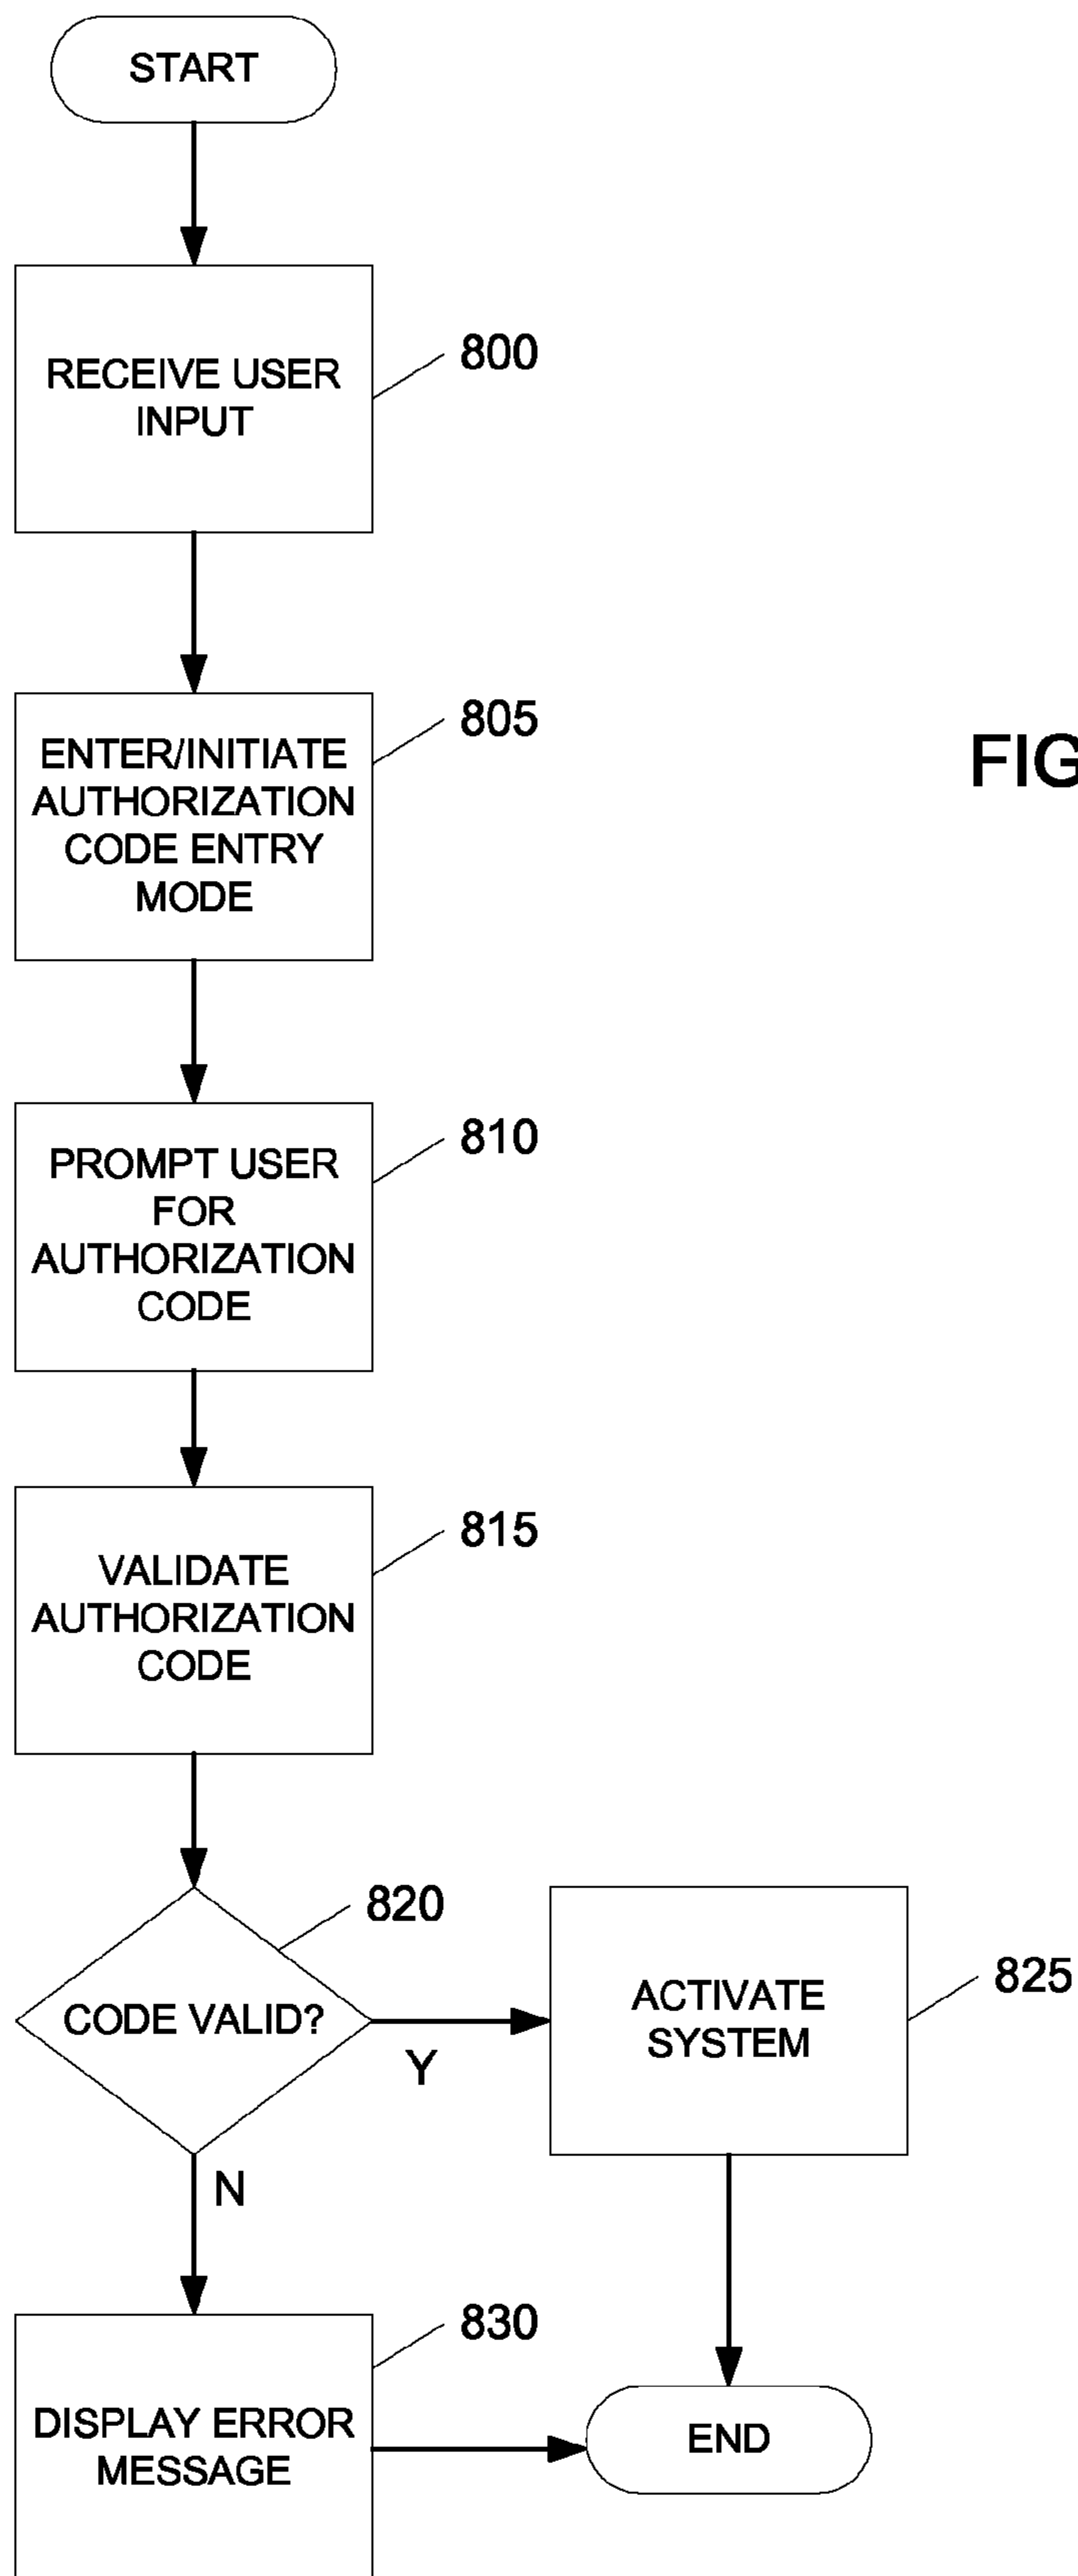 START
RECEIVE USER
INPUT
800
ENTER/INITIATE
AUTHORIZATION
CODE ENTRY
MODE
805
FIG
PROMPT USER
FOR
AUTHORIZATION
CODE
810
VALIDATE
AUTHORIZATION
CODE
815
CODE VALID?
820
Y
N
ACTIVATE
SYSTEM
825
DISPLAY ERROR
MESSAGE
830
END